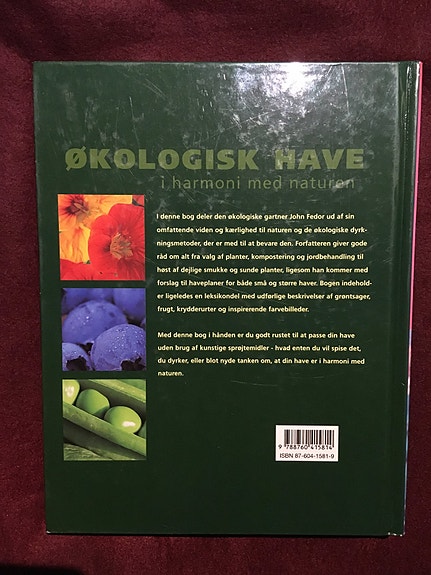 ØKOLOGISK HAVE
i harmoni med naturen
I denne bog deler den økologiske gartner John Fedor ud af sin
omfattende viden og kærlighed til naturen og de økologiske dyrk-
ningsmetoder, der er med til at bevare den. Forfatteren giver gode
råd om alt fra valg af planter, kompostering og jordbehandling til
høst af dejlige smukke og sunde planter, ligesom han kommer med
forslag til haveplaner for både små og større haver. Bogen indehold-
er ligeledes en leksikondel med udførlige beskrivelser af grøntsager,
frugt, krydderurter og inspirerende farvebilleder.
Med denne bog i hånden er du godt rustet til at passe din have
uden brug af kunstige sprøjtemidler - hvad enten du vil spise det,
du dyrker, eller blot nyde tanken om, at din have er i harmoni med
naturen.
9 788760 415814
ISBN 87-604-1581-9